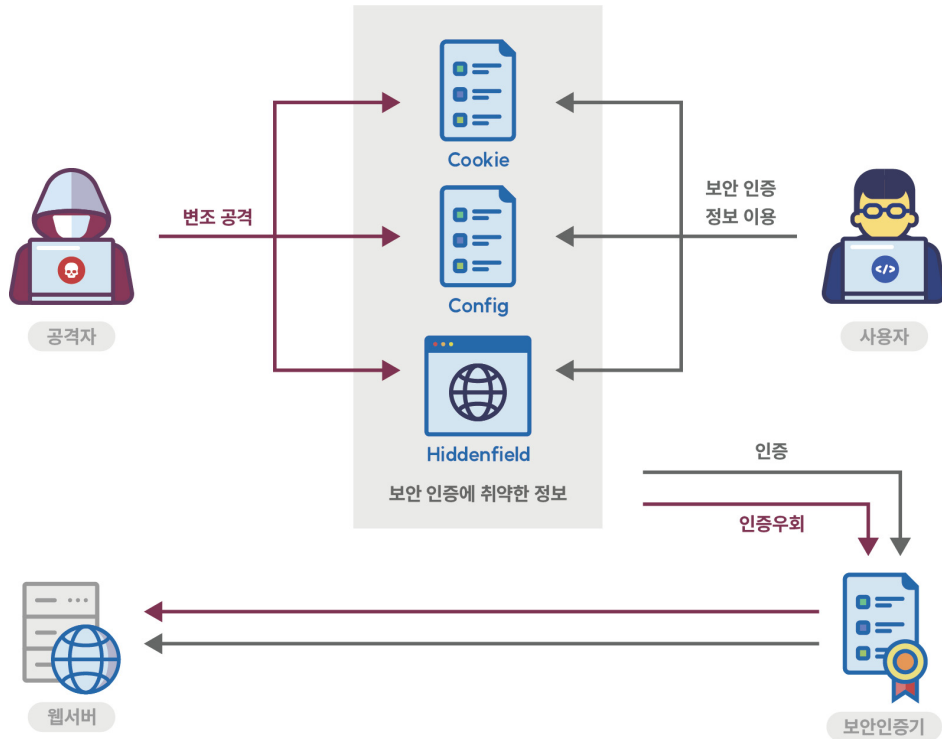 Cookie
변조 공격
보안 인증
정보 이용
Config
공격자
사용자
</>
Hiddenfield
보안 인증에 취약한 정보
인증
인증우회
웹서버
보안인증기